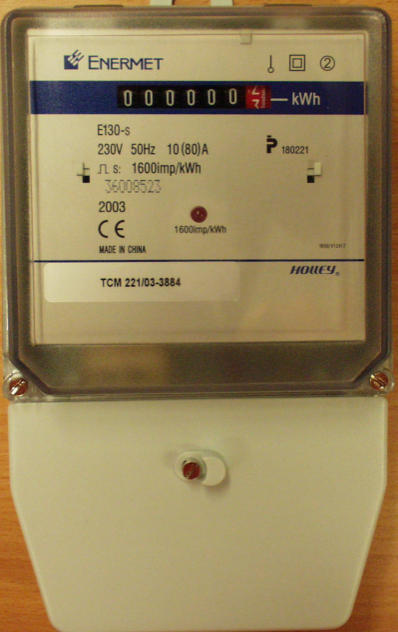 ENERMET
2
000000 kWh
E130-s
230V 50Hz 10(80)A
180221
s: 1600imp/kWh
36008523
2003
1600imp/kWh
CE
MADE IN CHINA
HOLLEY®
TCM 221/03-3884